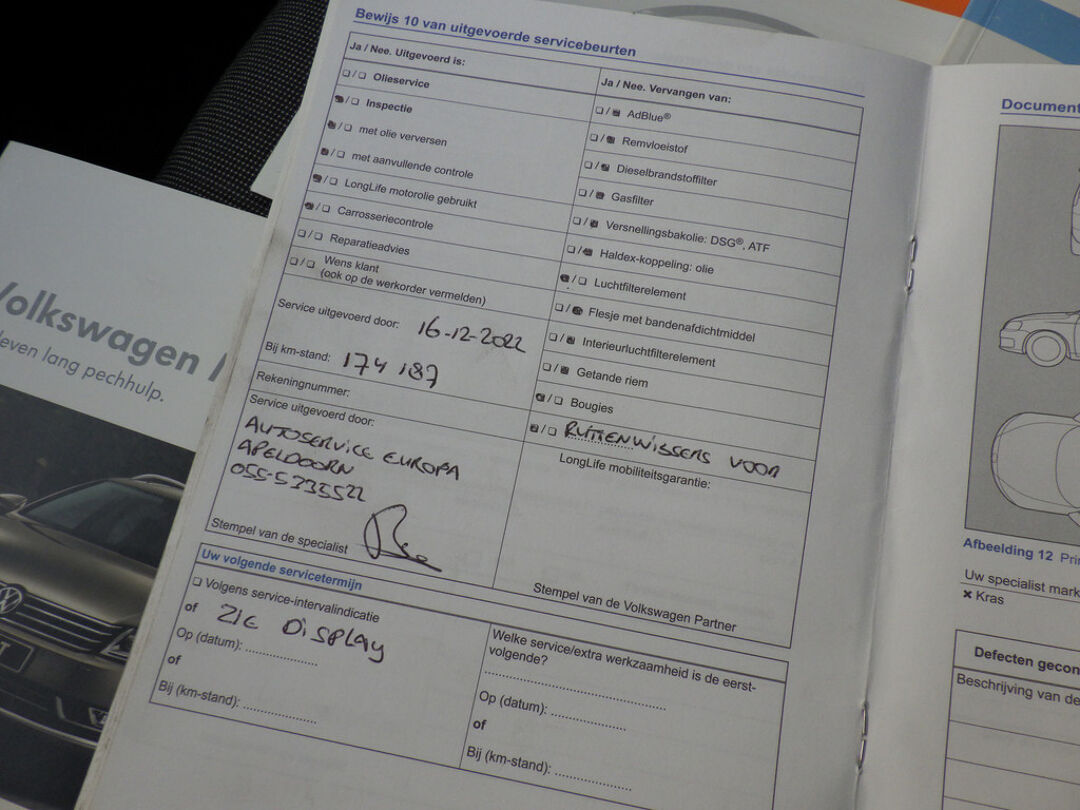 Bewijs 10 van uitgevoerde servicebeurten
Ja / Nee. Uitgevoerd is:
❏ / ❏ Olieservice
■ / ❏ Inspectie
■ / ❏ met olie verversen
■ / ❏ met aanvullende controle
■ / ❏ LongLife motorolie gebruikt
■ / ❏ Carrosseriecontrole
❏ / ❏ Reparatieadvies
❏ / ❏ Wens klant
(ook op de werkorder vermelden)
Service uitgevoerd door: 16-12-2022
Bij km-stand: 174 187
Rekeningnummer:
Service uitgevoerd door:
AUTOSERVICE EUROPA
APELDOORN
055-5235522
Stempel van de specialist
Ja / Nee. Vervangen van:
❏ / ■ AdBlue®
❏ / ■ Remvloeistof
❏ / ■ Dieselbrandstoffilter
❏ / ■ Gasfilter
❏ / ■ Versnellingsbakolie: DSG®, ATF
❏ / ■ Haldex-koppeling: olie
■ / ❏ Luchtfilterelement
❏ / ■ Flesje met bandenafdichtmiddel
❏ / ■ Interieurluchtfilterelement
❏ / ■ Getande riem
■ / ❏ Bougies
■ / ❏ RUITENWISSERS VOOR
LongLife mobiliteitsgarantie:
Stempel van de Volkswagen Partner
Uw volgende servicetermijn
❏ Volgens service-intervalindicatie
of ZIE DISPLAY
Op (datum): ..................
of
Bij (km-stand): ..................
Welke service/extra werkzaamheid is de eerst-
volgende?
..................
Op (datum): ..................
of
Bij (km-stand): ..................
Document
Afbeelding 12 Prin
Uw specialist mark
✖ Kras
Defecten gecon
Beschrijving van de
Volkswagen
leven lang pechhulp.